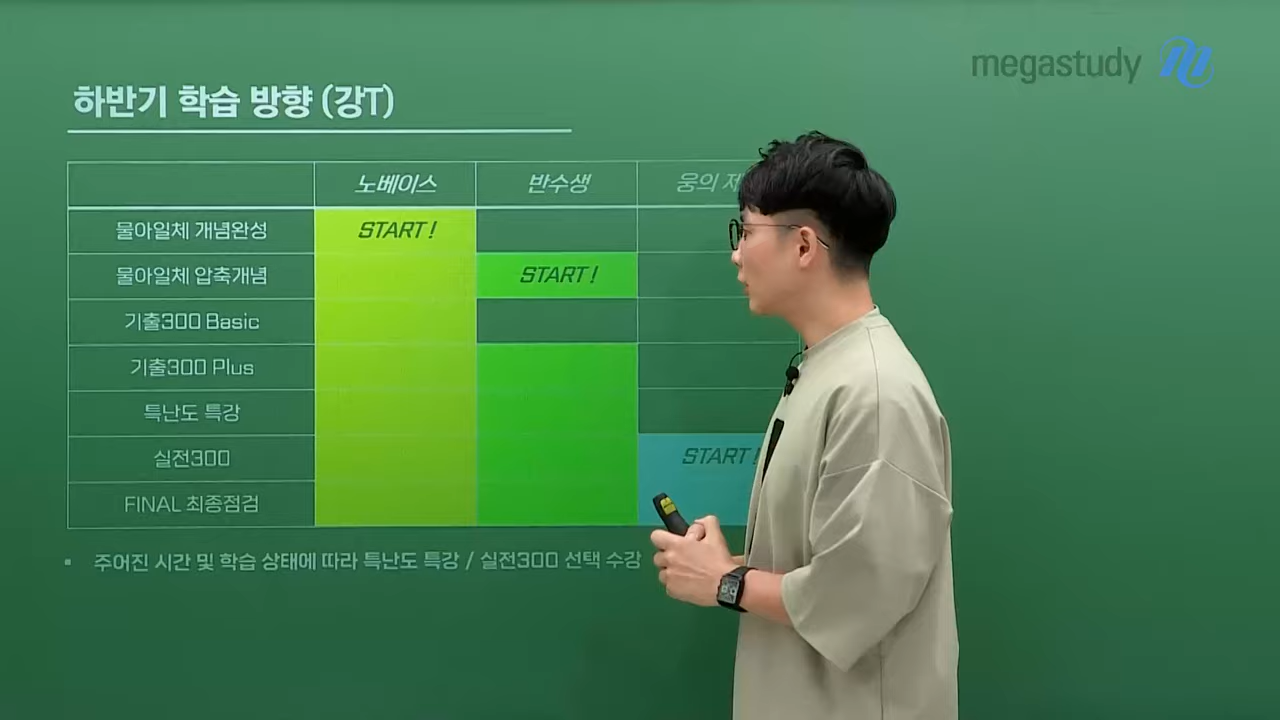 megastudy
하반기 학습 방향 (강T)
노베이스 반수생 웅의
물아일체 개념완성 START!
물아일체 압축개념 START!
기출300 Basic
기출300 Plus
특난도 특강
실전300 START!
FINAL 최종점검
▪ 주어진 시간 및 학습 상태에 따라 특난도 특강 / 실전300 선택 수강